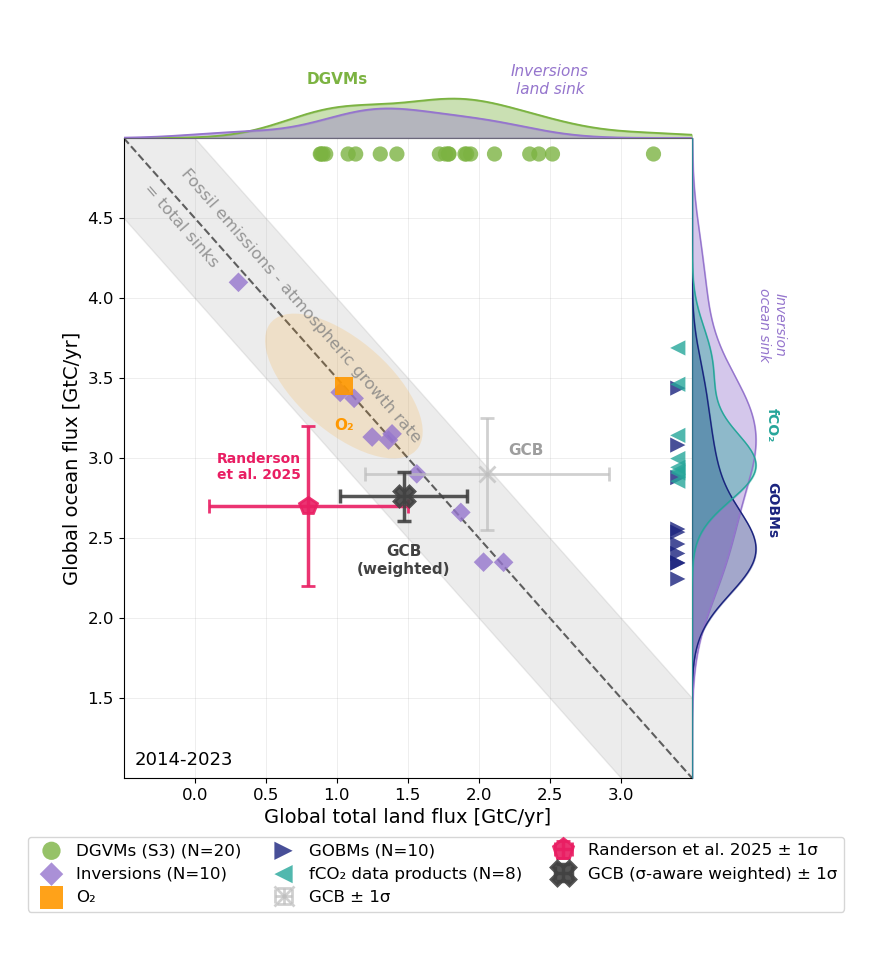 DGVMs
Inversions
land sink
Fossil emissions - atmospheric growth rate
= total sinks
4.5
4.0
3.5
3.0
2.5
2.0
1.5
Global ocean flux [GtC/yr]
O₂
Randerson
et al. 2025
GCB
GCB
(weighted)
2014-2023
Inversion
ocean sink
fCO₂
GOBMs
0.0
0.5
1.0
1.5
2.0
2.5
3.0
Global total land flux [GtC/yr]
DGVMs (S3) (N=20)
Inversions (N=10)
O₂
GOBMs (N=10)
fCO₂ data products (N=8)
GCB ± 1σ
Randerson et al. 2025 ± 1σ
GCB (σ-aware weighted) ± 1σ